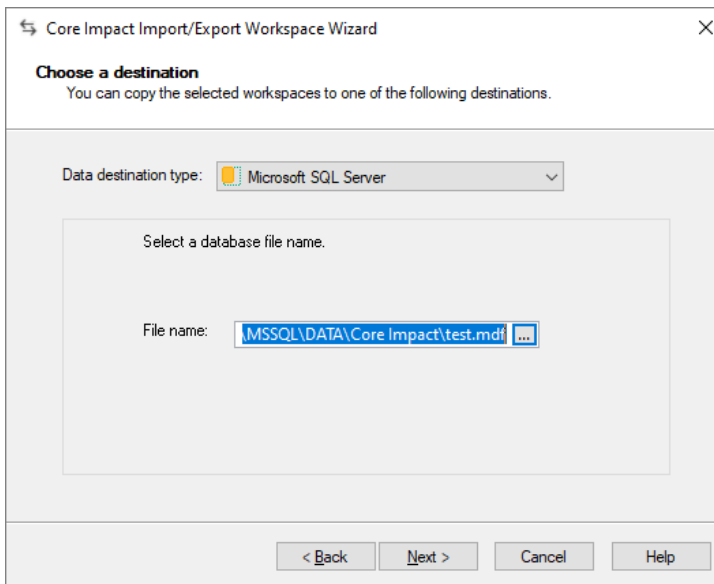 Core Impact Import/Export Workspace Wizard
Choose a destination
You can copy the selected workspaces to one of the following destinations.
Data destination type: Microsoft SQL Server
Select a database file name.
File name: \MSSQL\DATA\Core Impact\test.mdf ...
< Back Next > Cancel Help